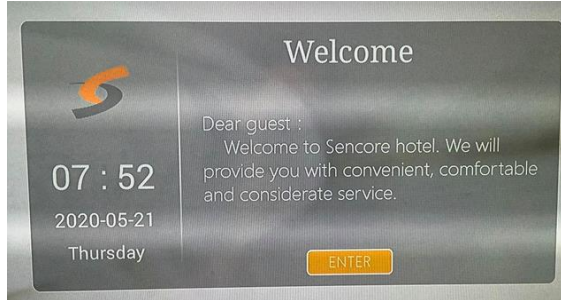 Welcome
Dear guest :
Welcome to Sencore hotel. We will
provide you with convenient, comfortable
and considerate service.
07 : 52
2020-05-21
Thursday
ENTER